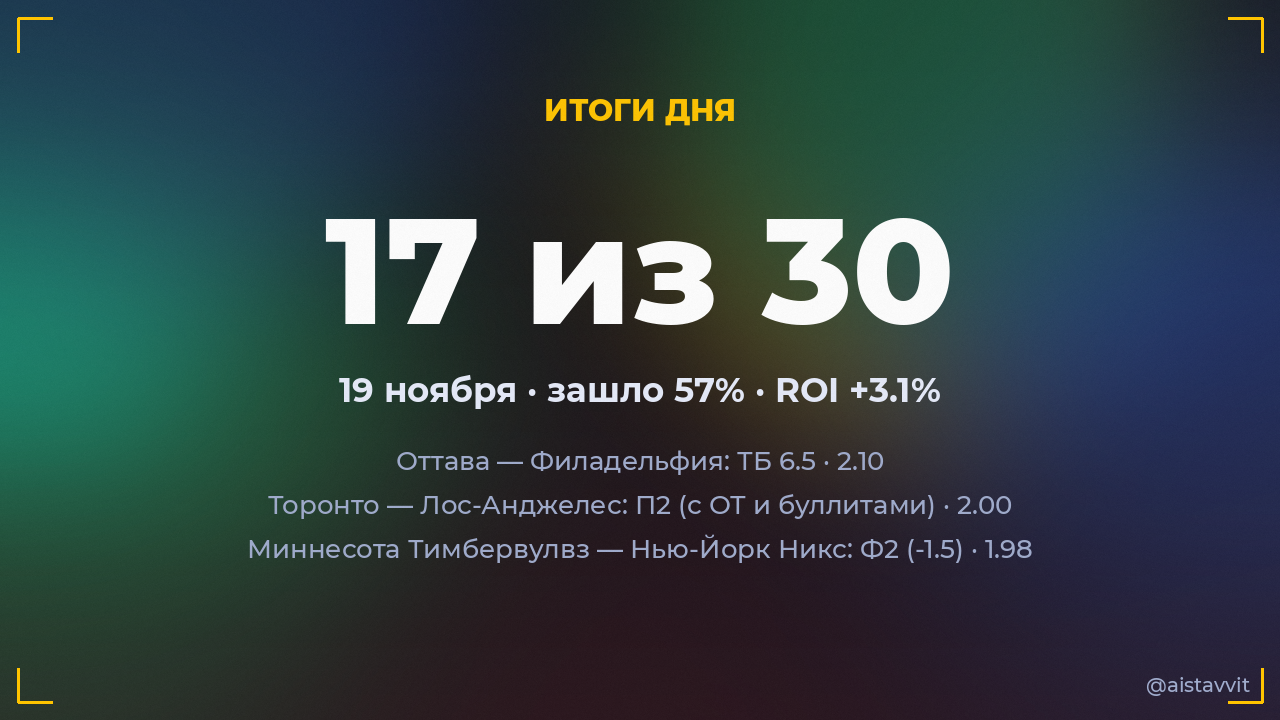 ИТОГИ ДНЯ
17 из 30
19 ноября · зашло 57% · ROI +3.1%
Оттава — Филадельфия: ТБ 6.5 · 2.10
Торонто — Лос-Анджелес: П2 (с ОТ и буллитами) · 2.00
Миннесота Тимбервулвз — Нью-Йорк Никс: Ф2 (-1.5) · 1.98
@aistavvit